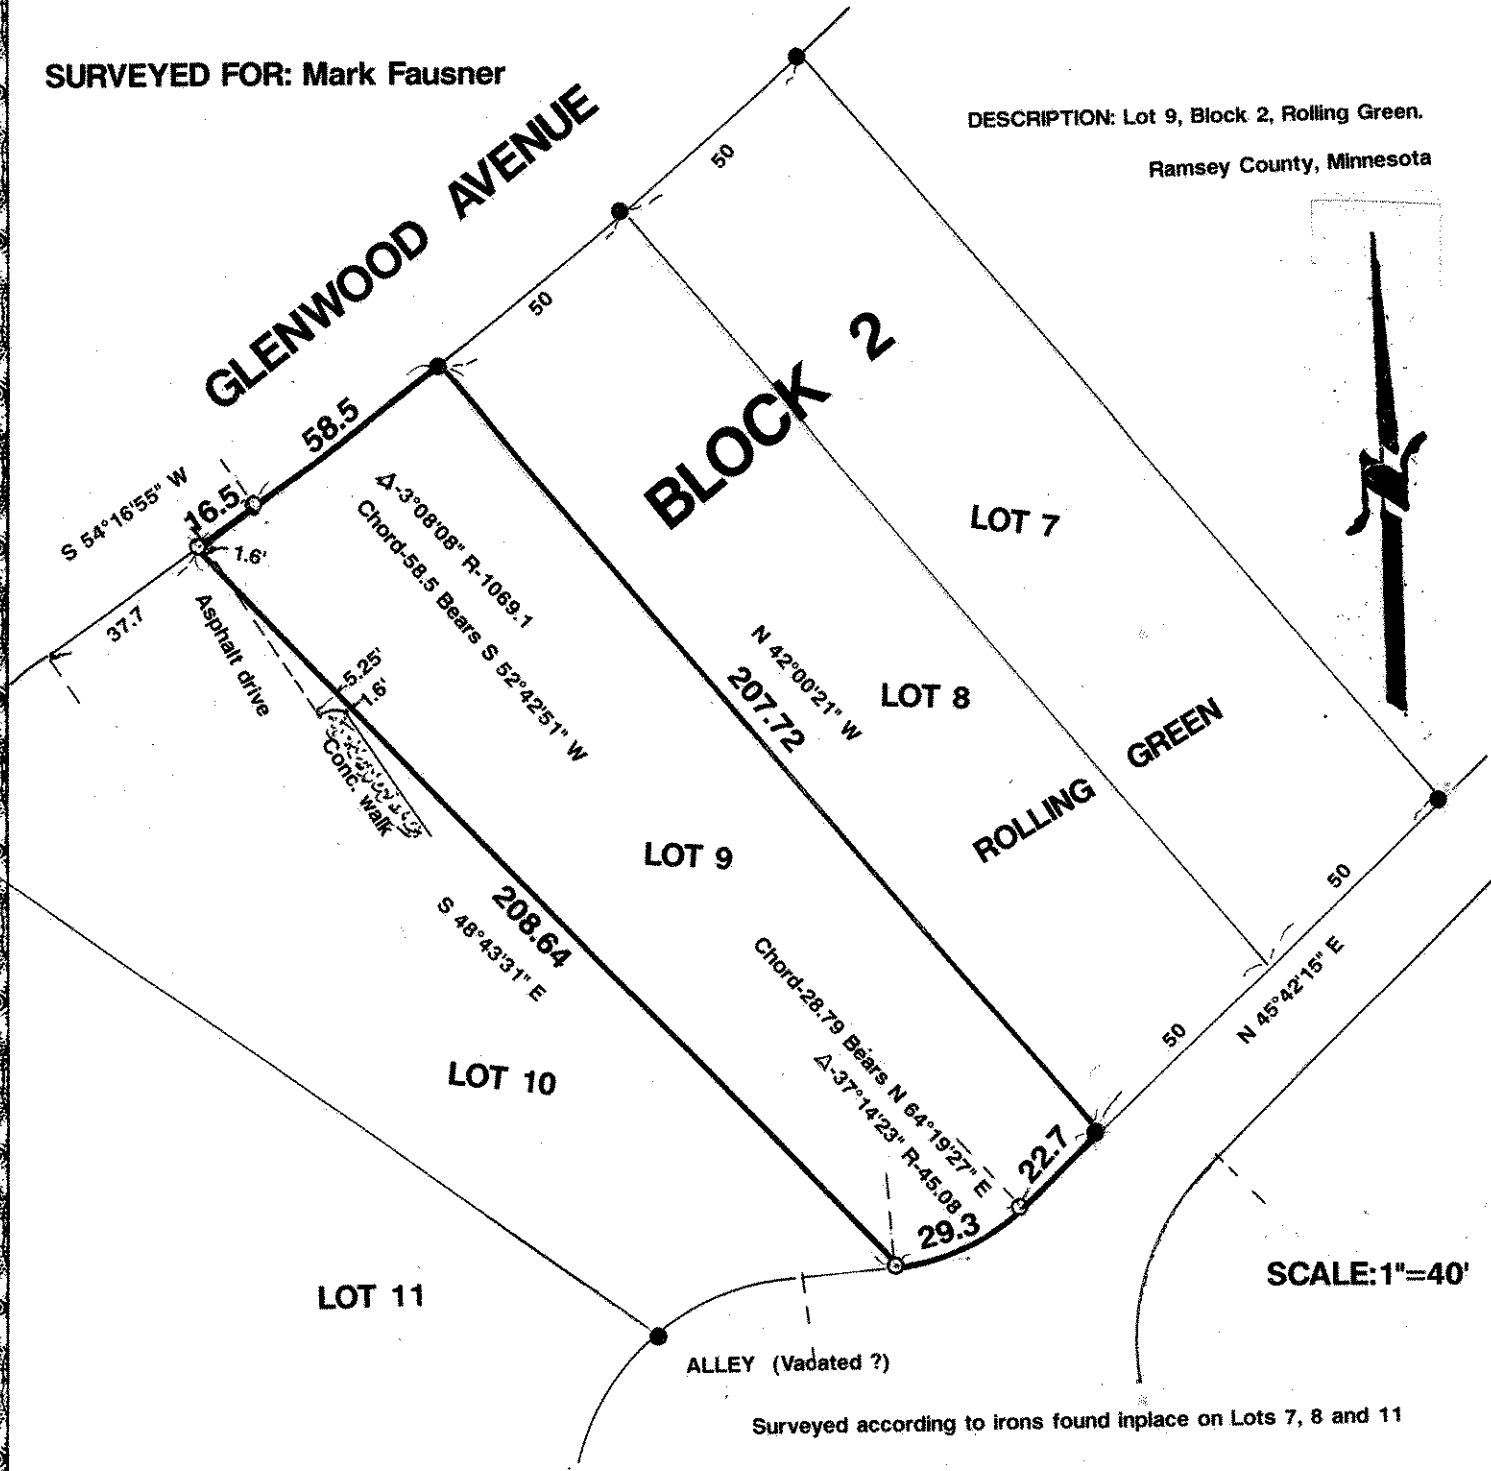 SURVEYED FOR: Mark Fausner
DESCRIPTION: Lot 9, Block 2, Rolling Green.
Ramsey County, Minnesota
GLENWOOD AVENUE
50
50
58.5
16.5
S 54°16'55" W
37.7
1.6'
Asphalt drive
5.25'
1.6'
Conc. walk
Δ-3°08'08" R-1069.1
Chord-58.5 Bears S 52°42'51" W
BLOCK 2
LOT 7
N 42°00'21" W
207.72
LOT 8
ROLLING GREEN
LOT 9
208.64
S 48°43'31" E
Chord-28.79 Bears N 64°19'27" E
Δ-37°14'23" R-45.08
50
N 45°42'15" E
50
22.7
29.3
LOT 10
LOT 11
SCALE:1"=40'
ALLEY (Vacated ?)
Surveyed according to irons found inplace on Lots 7, 8 and 11